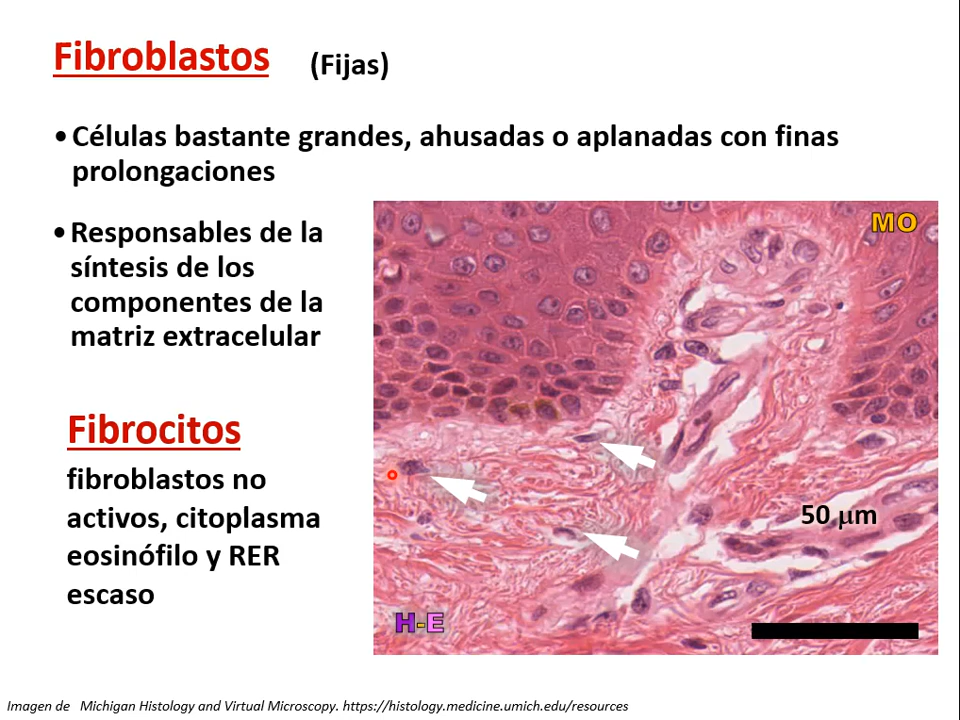 Fibroblastos (Fijas)
•Células bastante grandes, ahusadas o aplanadas con finas
prolongaciones
•Responsables de la
síntesis de los
componentes de la
matriz extracelular
MO
Fibrocitos
fibroblastos no
activos, citoplasma
eosinófilo y RER
escaso
50 µm
H-E
Imagen de Michigan Histology and Virtual Microscopy. https://histology.medicine.umich.edu/resources